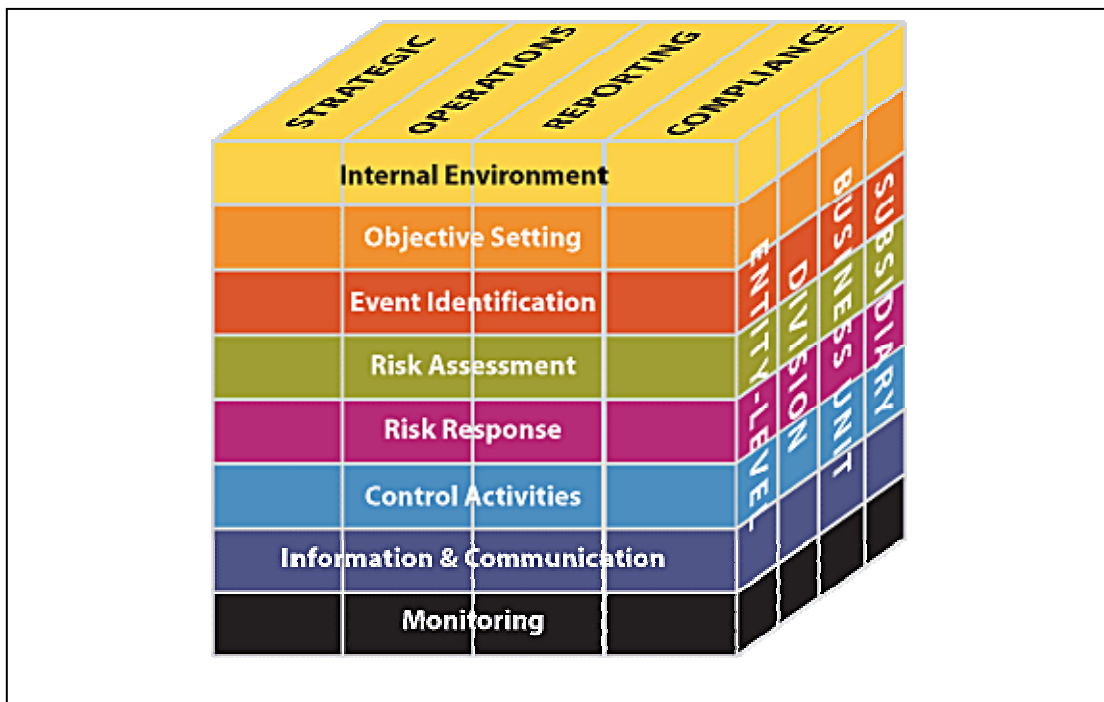 STRATEGIC
OPERATIONS
REPORTING
COMPLIANCE
Internal Environment
Objective Setting
Event Identification
Risk Assessment
Risk Response
Control Activities
Information & Communication
Monitoring
ENTITY-LEVEL
DIVISION
BUSINESS UNIT
SUBSIDIARY